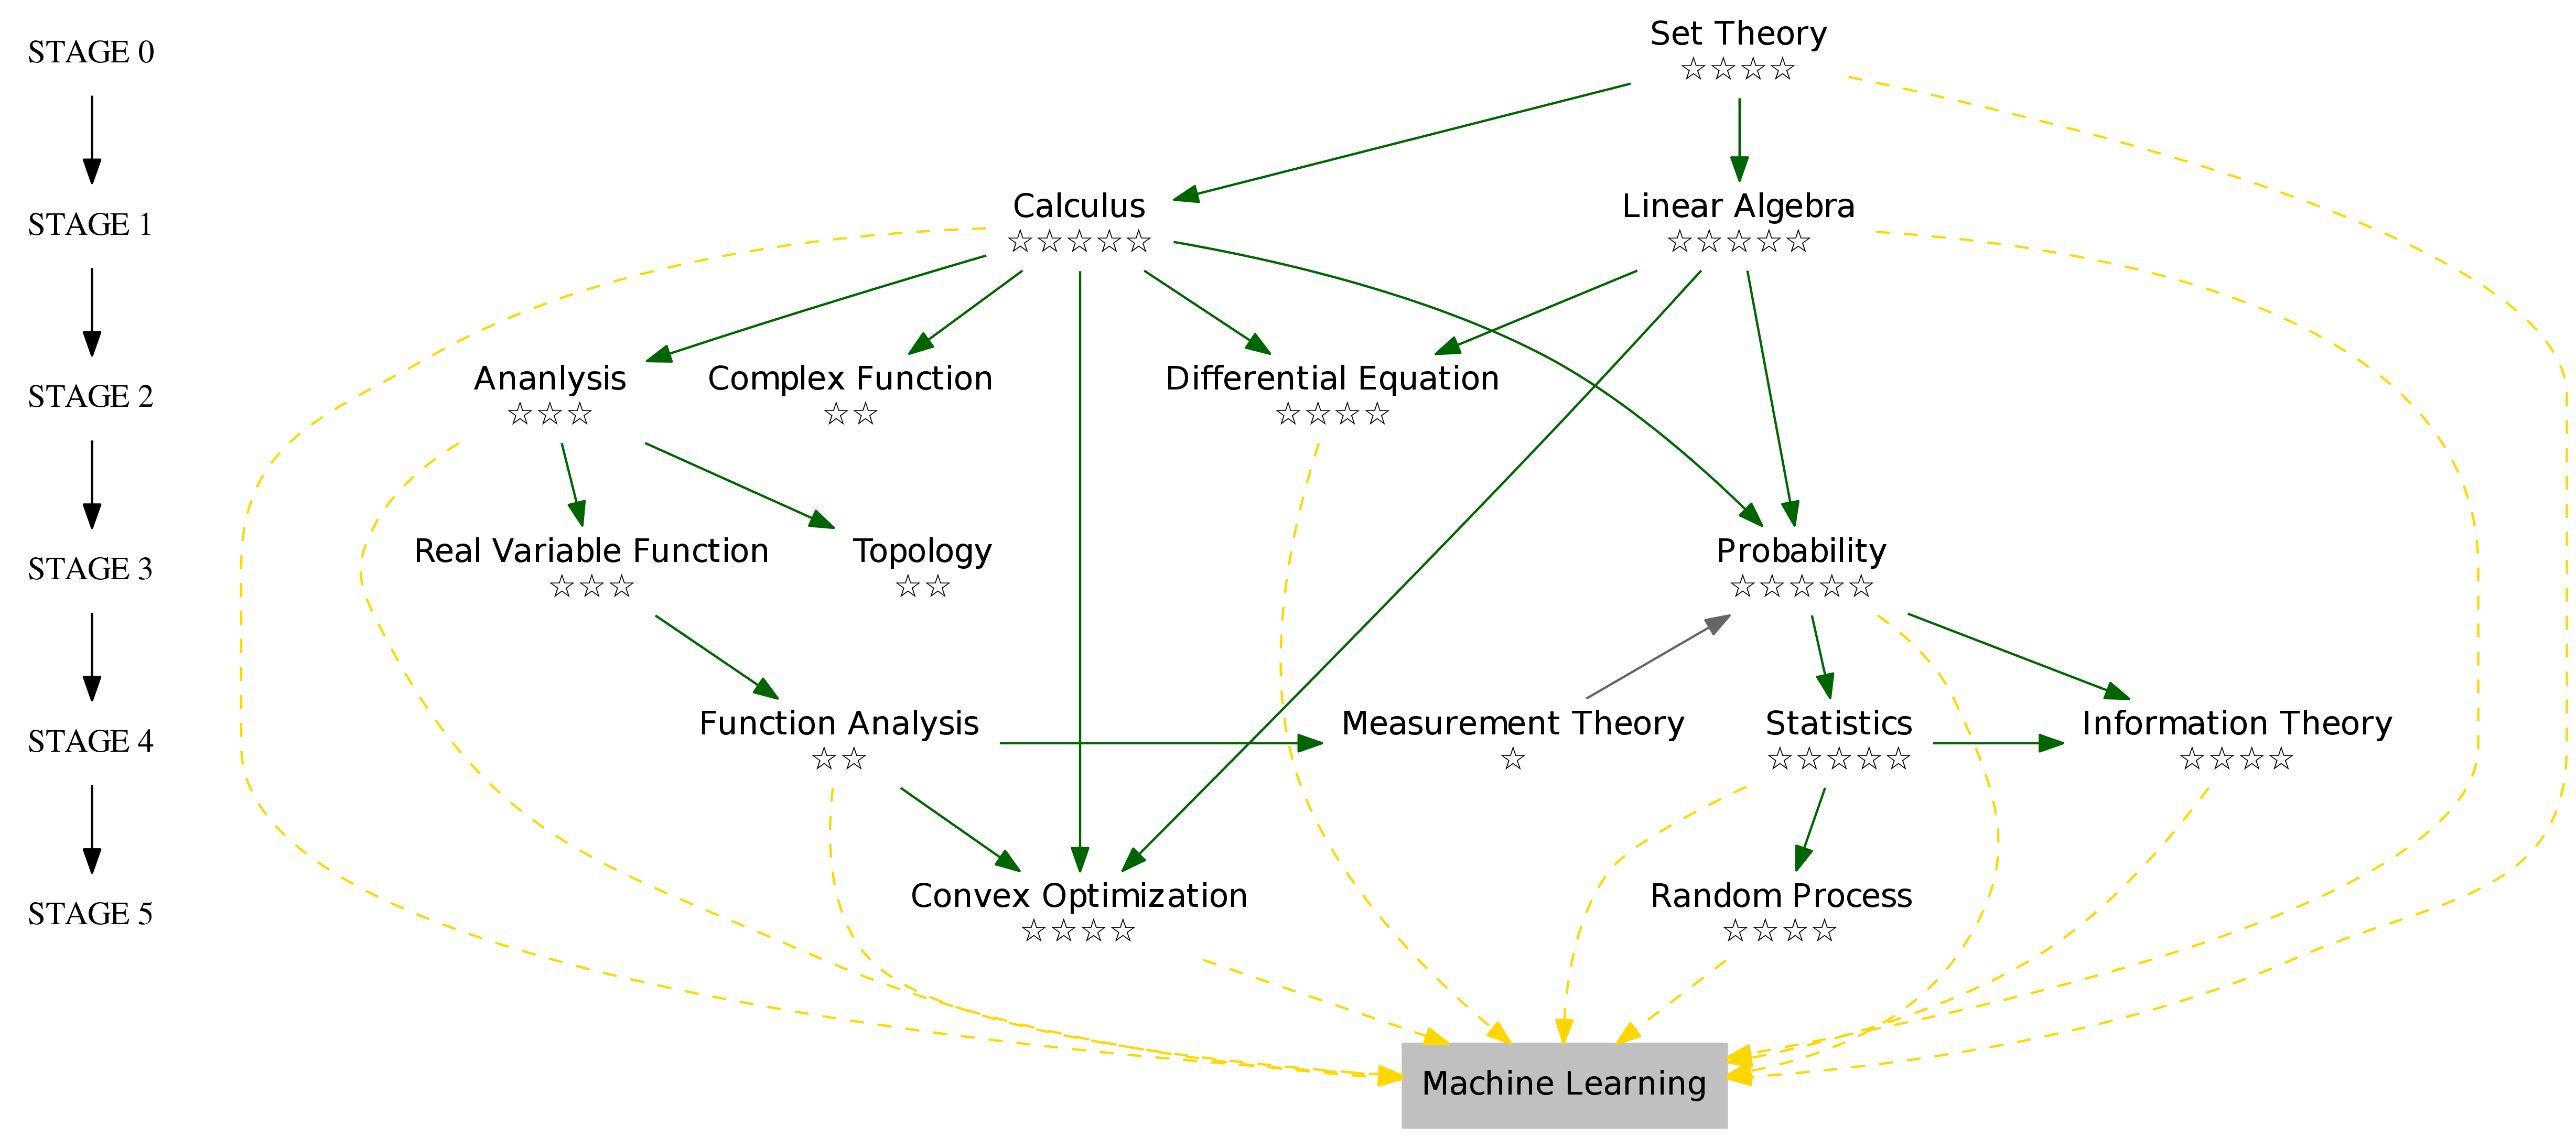 STAGE 0
Set Theory
☆☆☆☆
STAGE 1
Calculus
☆☆☆☆☆
Linear Algebra
☆☆☆☆☆
STAGE 2
Ananlysis
☆☆☆
Complex Function
☆☆
Differential Equation
☆☆☆☆
STAGE 3
Real Variable Function
☆☆☆
Topology
☆☆
Probability
☆☆☆☆☆
STAGE 4
Function Analysis
☆☆
Measurement Theory
☆
Statistics
☆☆☆☆☆
Information Theory
☆☆☆☆
STAGE 5
Convex Optimization
☆☆☆☆
Random Process
☆☆☆☆
Machine Learning